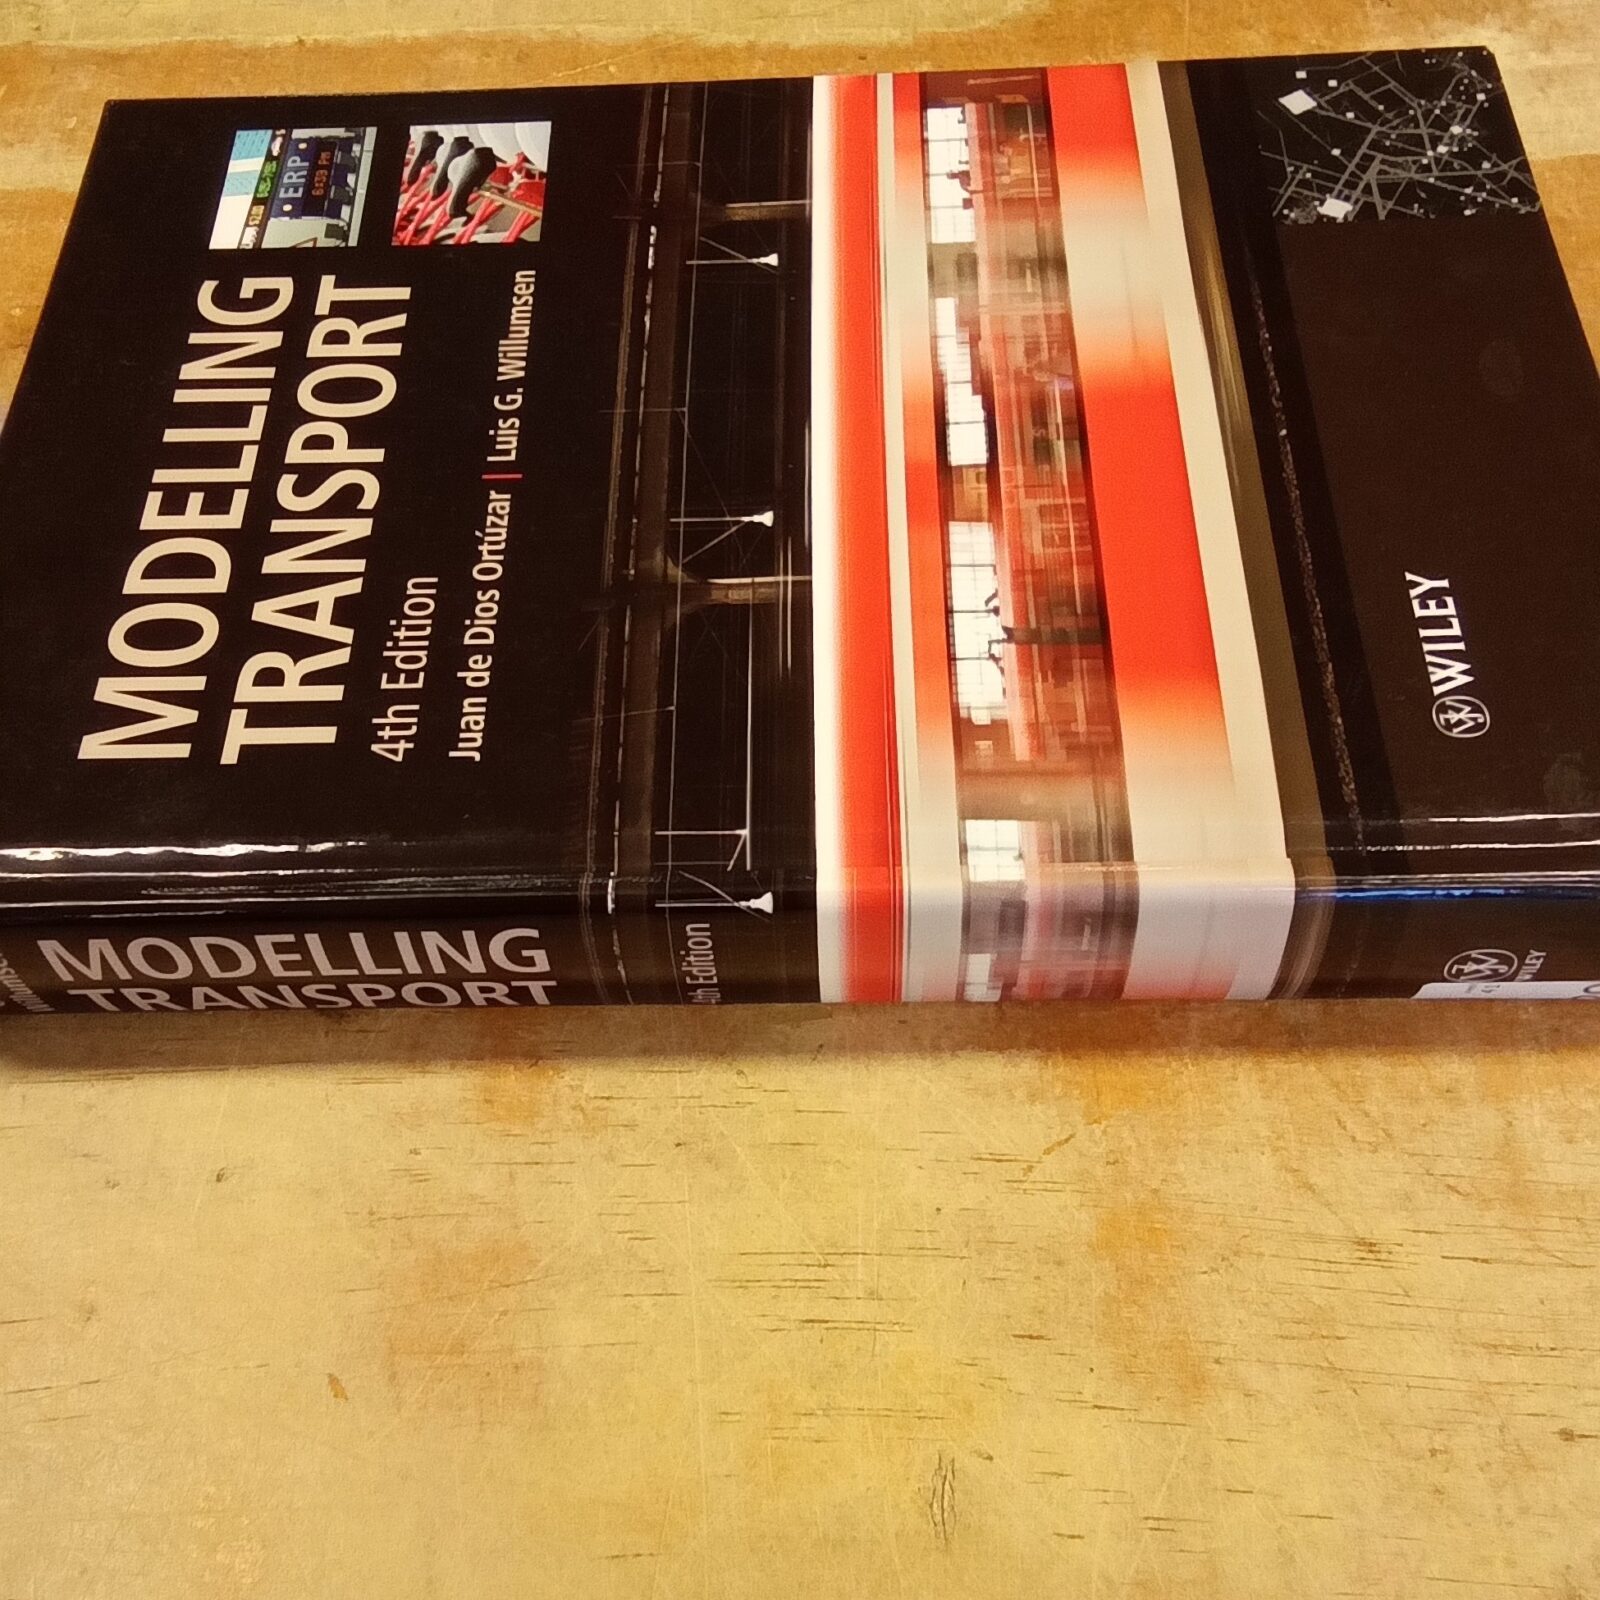 MODELLING
TRANSPORT
4th Edition
Juan de Dios Ortúzar | Luis G. Willumsen
ERP
WILEY
MODELLING
TRANSPORT
4th Edition
WILEY